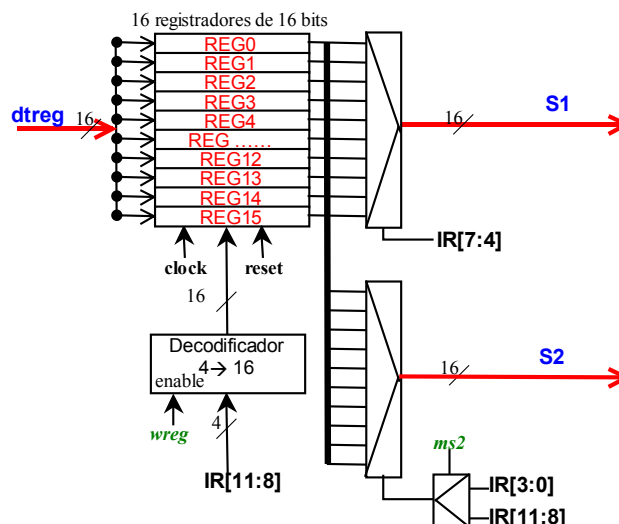 16 registradores de 16 bits
REG0
REG1
REG2
REG3
REG4
REG ......
REG12
REG13
REG14
REG15
dtreg
16
S1
16
IR[7:4]
clock
reset
16
Decodificador
4→ 16
enable
wreg
4
IR[11:8]
S2
16
ms2
IR[3:0]
IR[11:8]